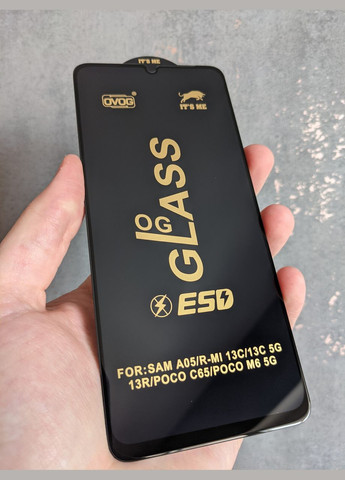 IT'S ME
OVOG
IT'S ME
OG GLASS
ESD
FOR:SAM A05/R-MI 13C/13C 5G
13R/POCO C65/POCO M6 5G